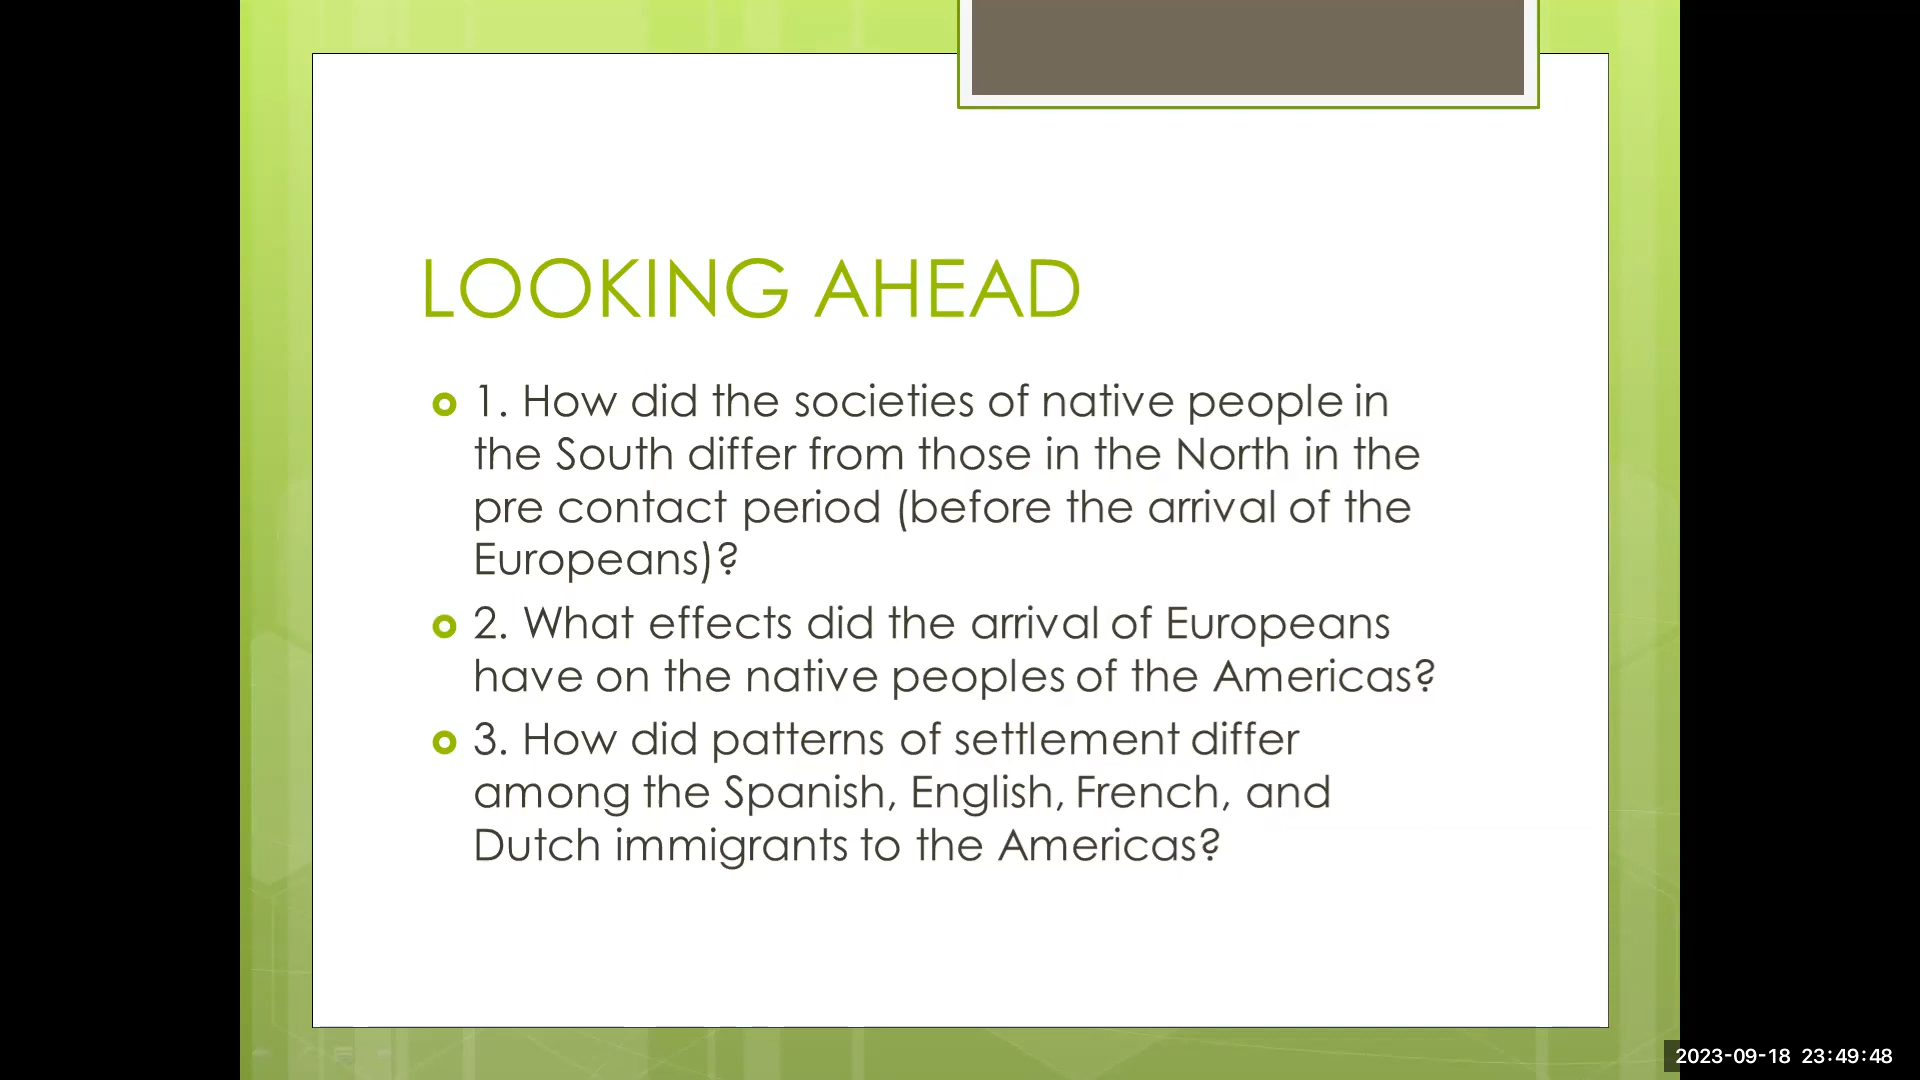 LOOKING AHEAD
1. How did the societies of native people in
the South differ from those in the North in the
pre contact period (before the arrival of the
Europeans)?
2. What effects did the arrival of Europeans
have on the native peoples of the Americas?
3. How did patterns of settlement differ
among the Spanish, English, French, and
Dutch immigrants to the Americas?
2023-09-18 23:49:48